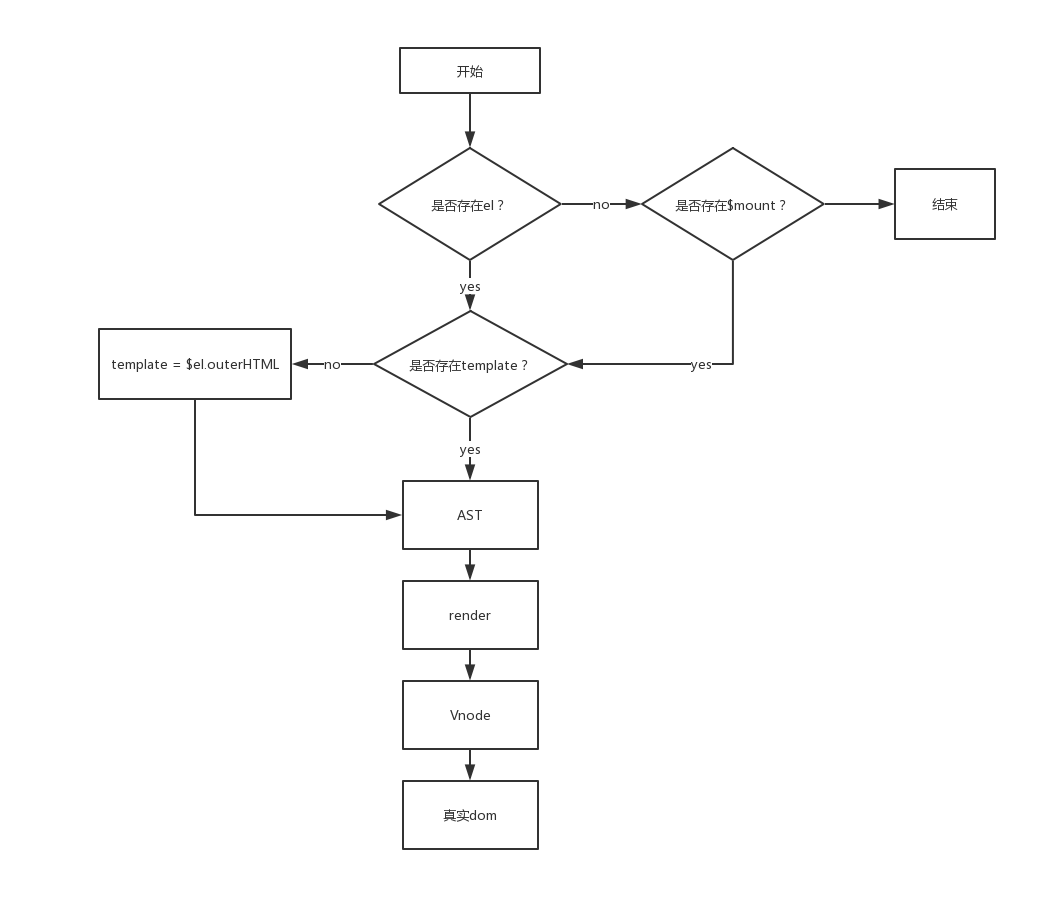 开始
是否存在el？
no
是否存在$mount？
结束
yes
template = $el.outerHTML
no
是否存在template？
yes
yes
AST
render
Vnode
真实dom